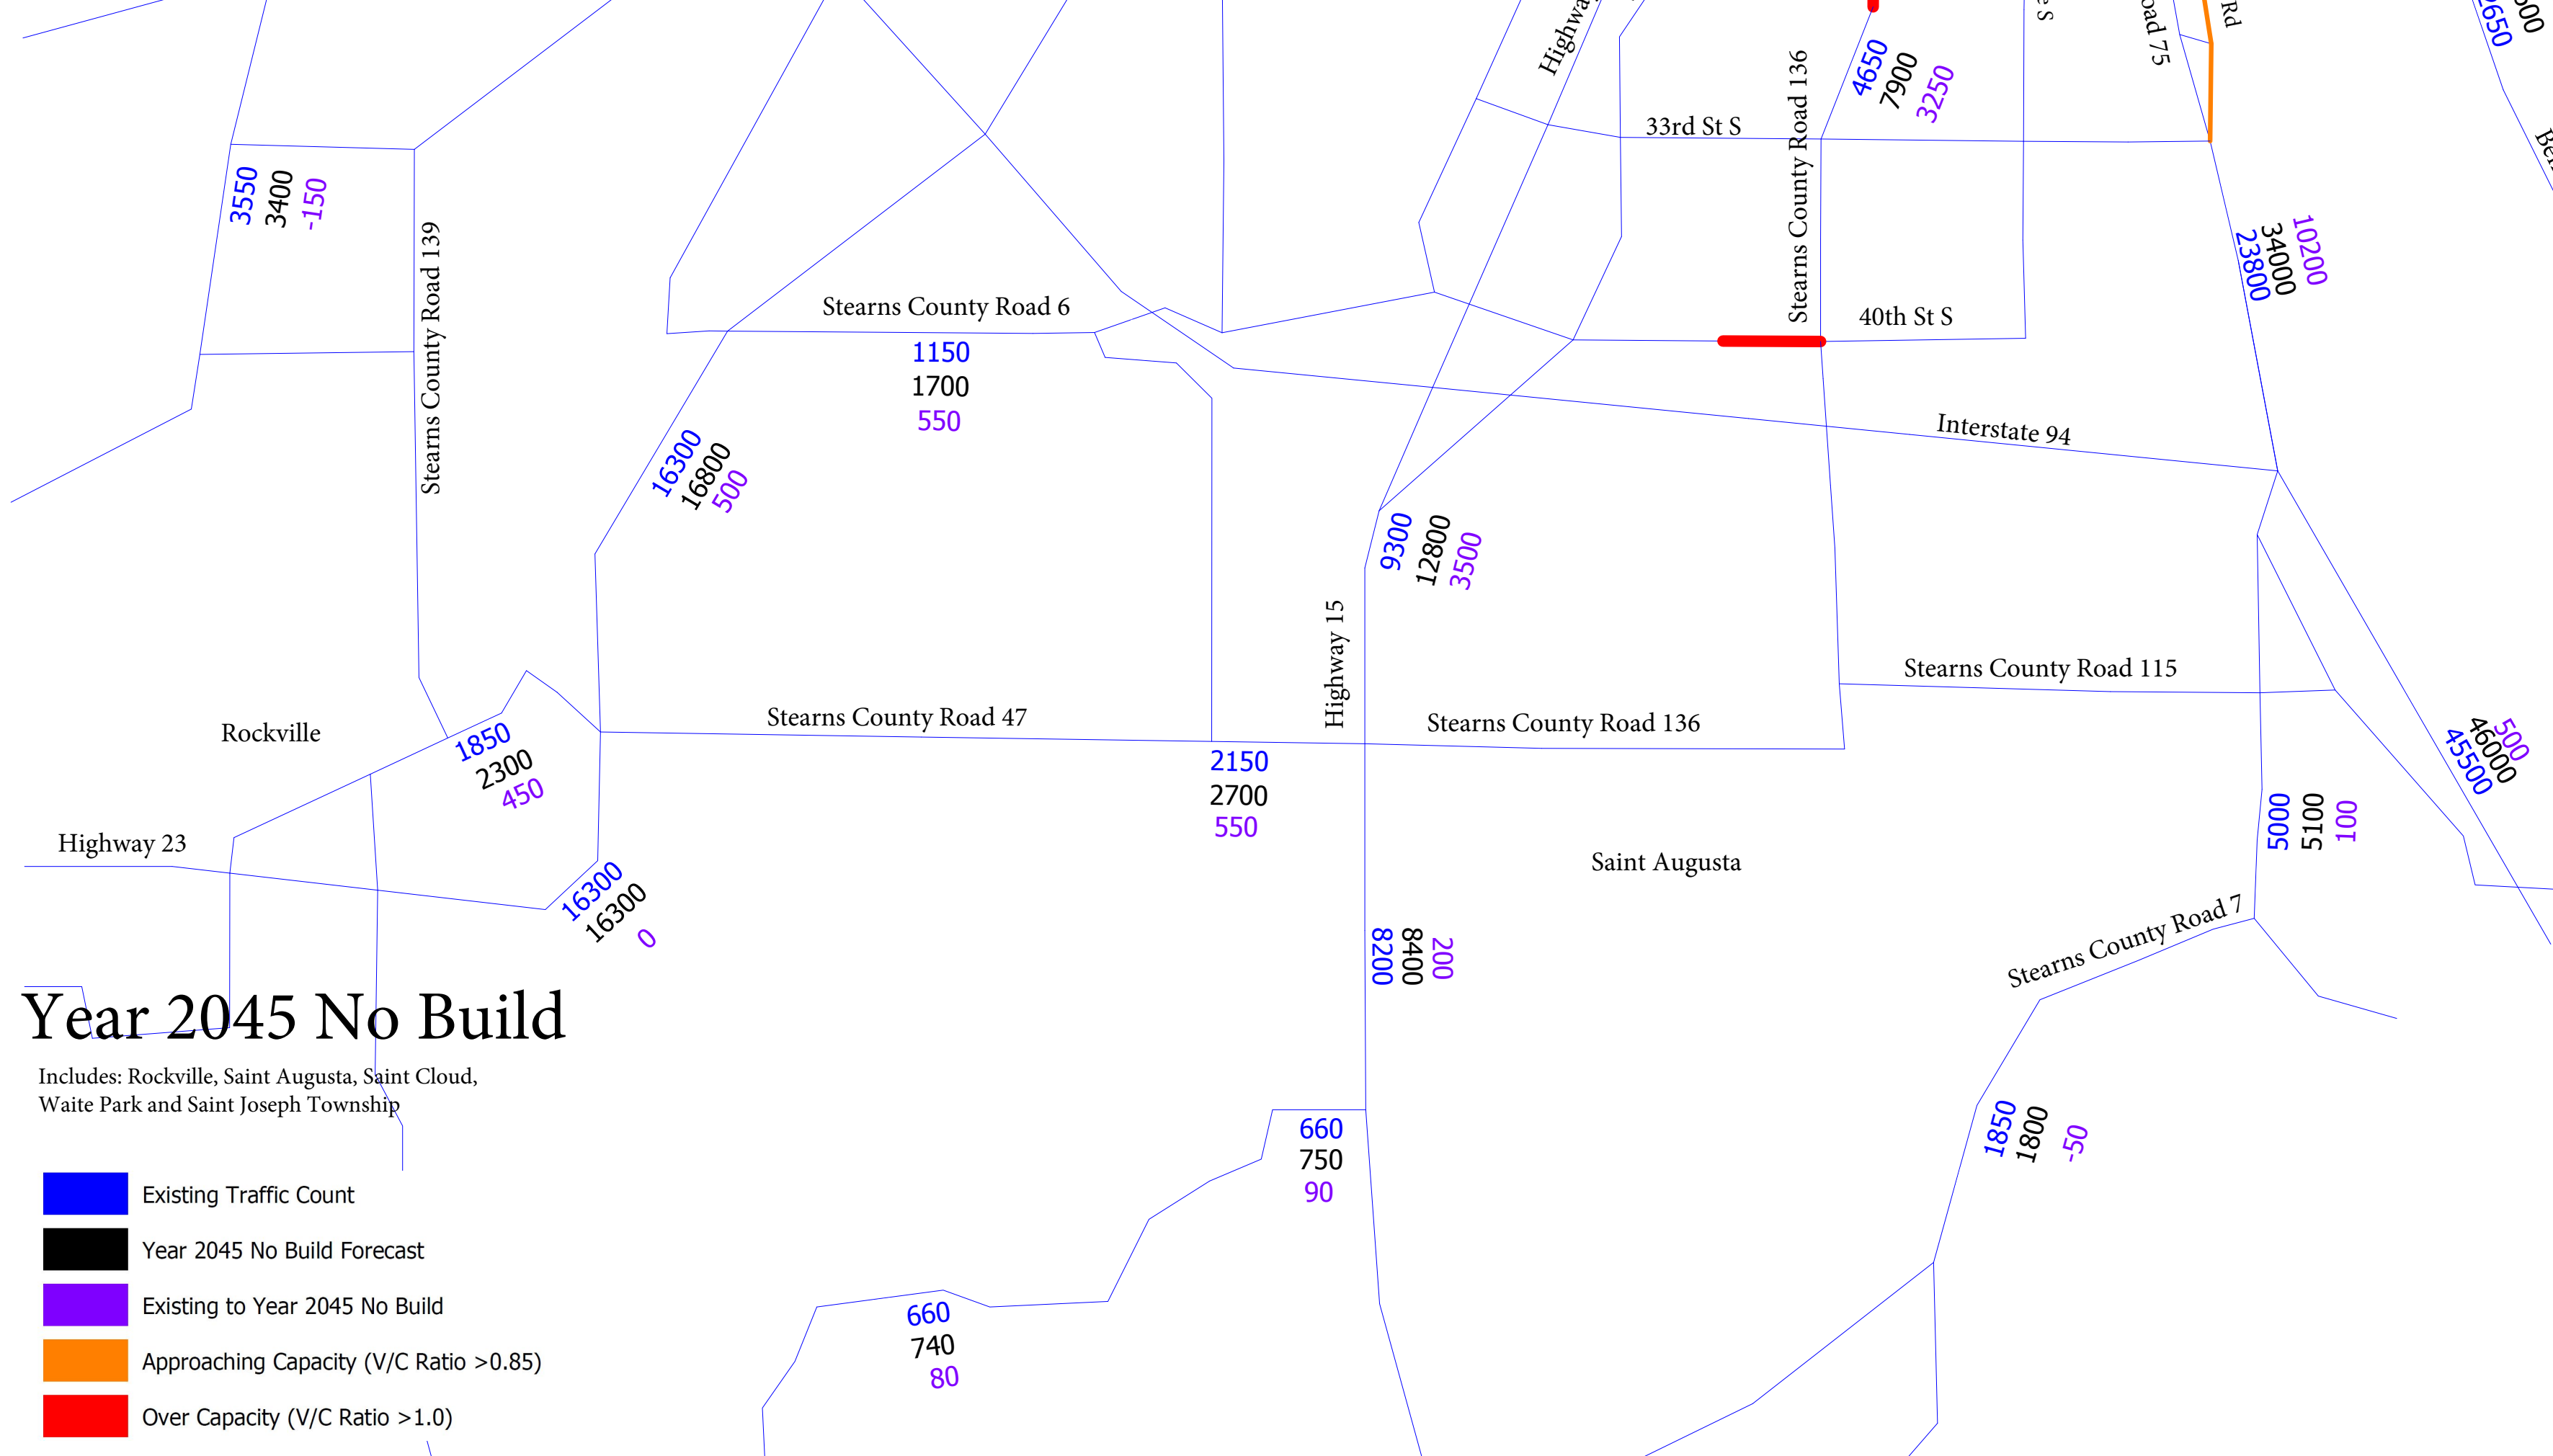 Highway
Stearns County Road 136
4650
7900
3250
oad 75
Rd
2650
33rd St S
3550
3400
-150
Stearns County Road 139
10200
34000
23800
Stearns County Road 6
1150
1700
550
40th St S
Interstate 94
16300
16800
500
9300
12800
3500
Highway 15
Stearns County Road 115
Rockville
Stearns County Road 47
Stearns County Road 136
1850
2300
450
2150
2700
550
500
46000
45500
5000
5100
100
Highway 23
Saint Augusta
16300
16300
0
8200
8400
200
Stearns County Road 7
Year 2045 No Build
Includes: Rockville, Saint Augusta, Saint Cloud,
Waite Park and Saint Joseph Township
660
750
90
1850
1800
-50
660
740
80
Existing Traffic Count
Year 2045 No Build Forecast
Existing to Year 2045 No Build
Approaching Capacity (V/C Ratio >0.85)
Over Capacity (V/C Ratio >1.0)